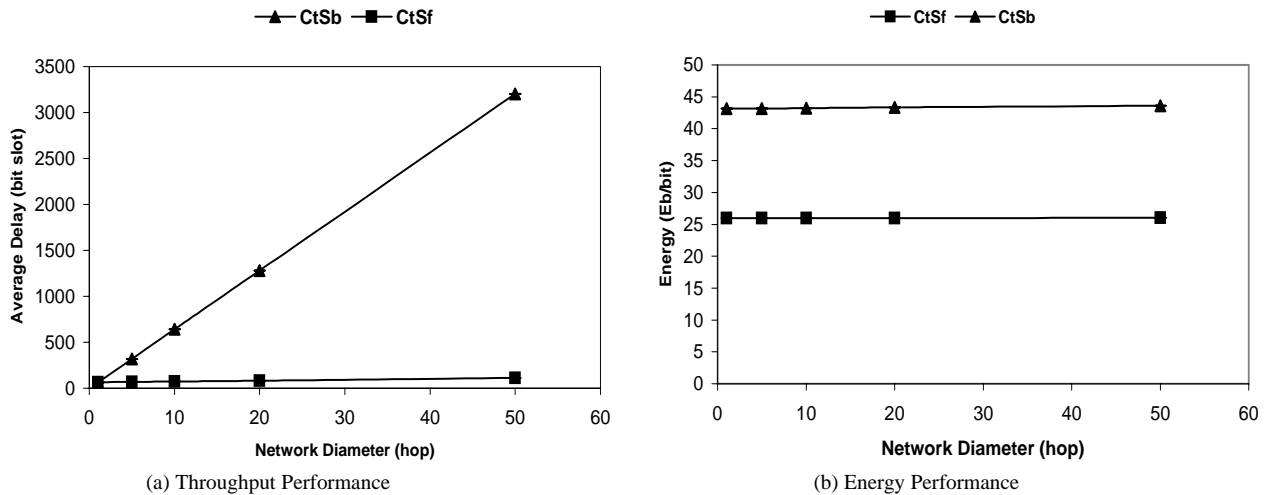 CtSb CtSf
3500
3000
2500
2000
1500
1000
500
0
Average Delay (bit slot)
0 10 20 30 40 50 60
Network Diameter (hop)
(a) Throughput Performance
CtSf CtSb
50
45
40
35
30
25
20
15
10
5
0
Energy (Eb/bit)
0 10 20 30 40 50 60
Network Diameter (hop)
(b) Energy Performance